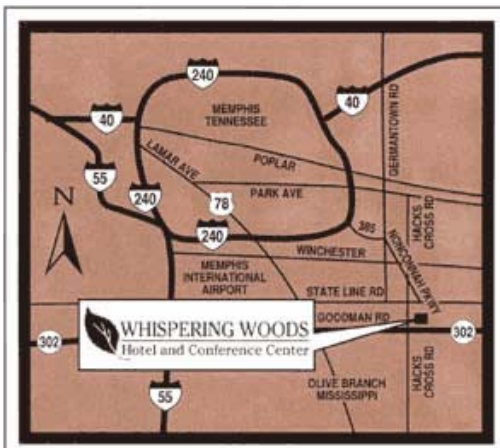 240
40
MEMPHIS
TENNESSEE
40
GERMANTOWN RD
LAMAR AVE
POPLAR
55
78
PARK AVE
N
240
385
HACKS
CROSS RD
NONCONNAH PKWY
240
WINCHESTER
MEMPHIS
INTERNATIONAL
AIRPORT
STATE LINE RD
WHISPERING WOODS
Hotel and Conference Center
GOODMAN RD
302
302
HACKS
CROSS RD
55
OLIVE BRANCH
MISSISSIPPI